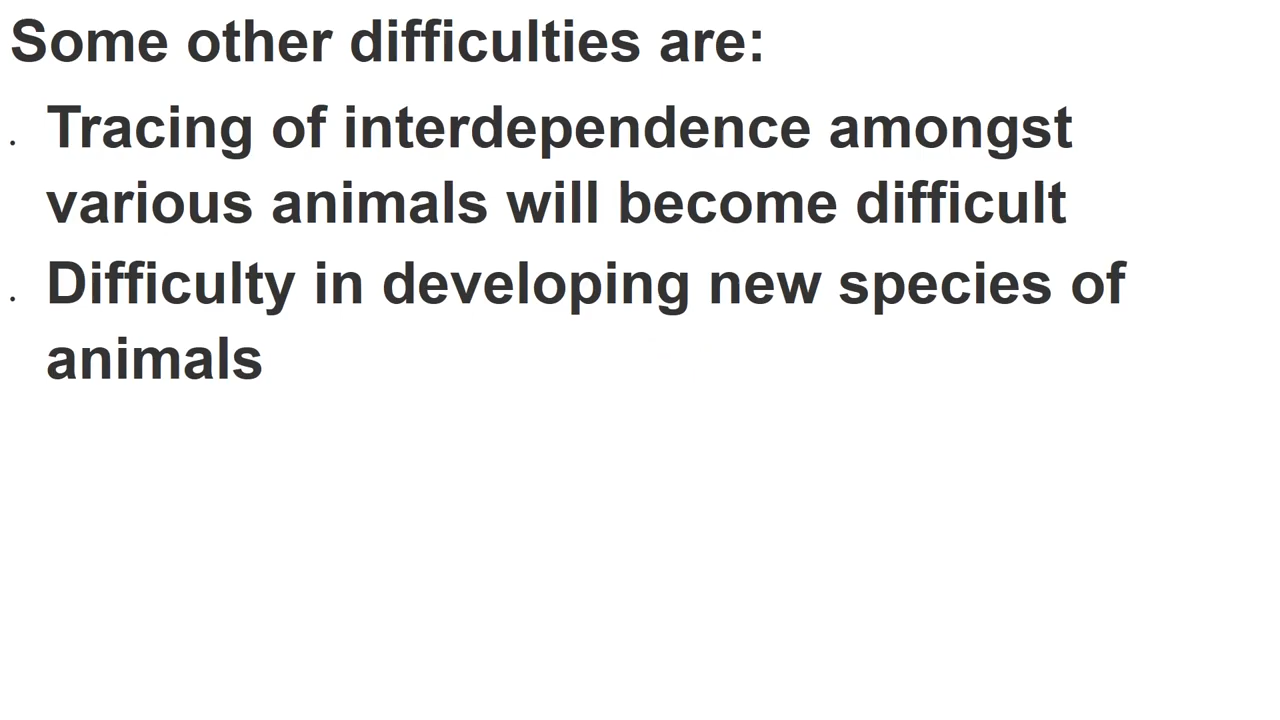 Some other difficulties are:
. Tracing of interdependence amongst
various animals will become difficult
. Difficulty in developing new species of
animals